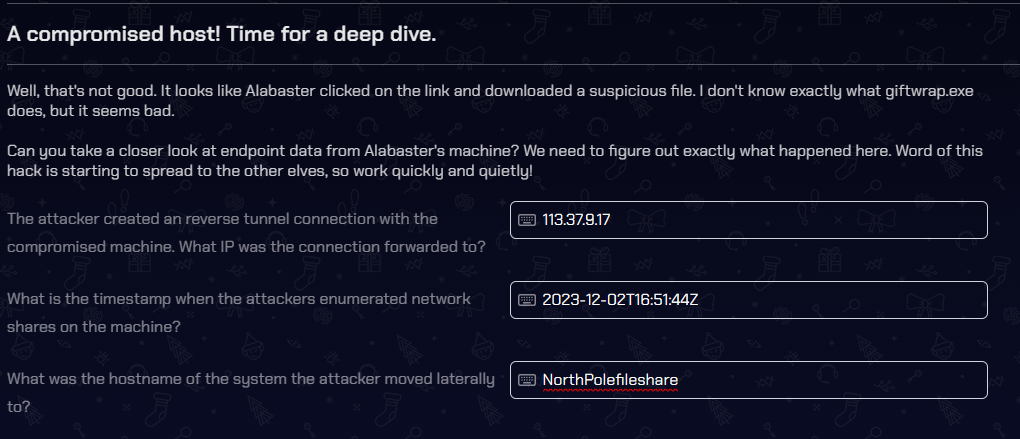 A compromised host! Time for a deep dive.
Well, that's not good. It looks like Alabaster clicked on the link and downloaded a suspicious file. I don't know exactly what giftwrap.exe
does, but it seems bad.
Can you take a closer look at endpoint data from Alabaster's machine? We need to figure out exactly what happened here. Word of this
hack is starting to spread to the other elves, so work quickly and quietly!
The attacker created an reverse tunnel connection with the
compromised machine. What IP was the connection forwarded to?
113.37.9.17
What is the timestamp when the attackers enumerated network
shares on the machine?
2023-12-02T16:51:44Z
What was the hostname of the system the attacker moved laterally
to?
NorthPolefileshare